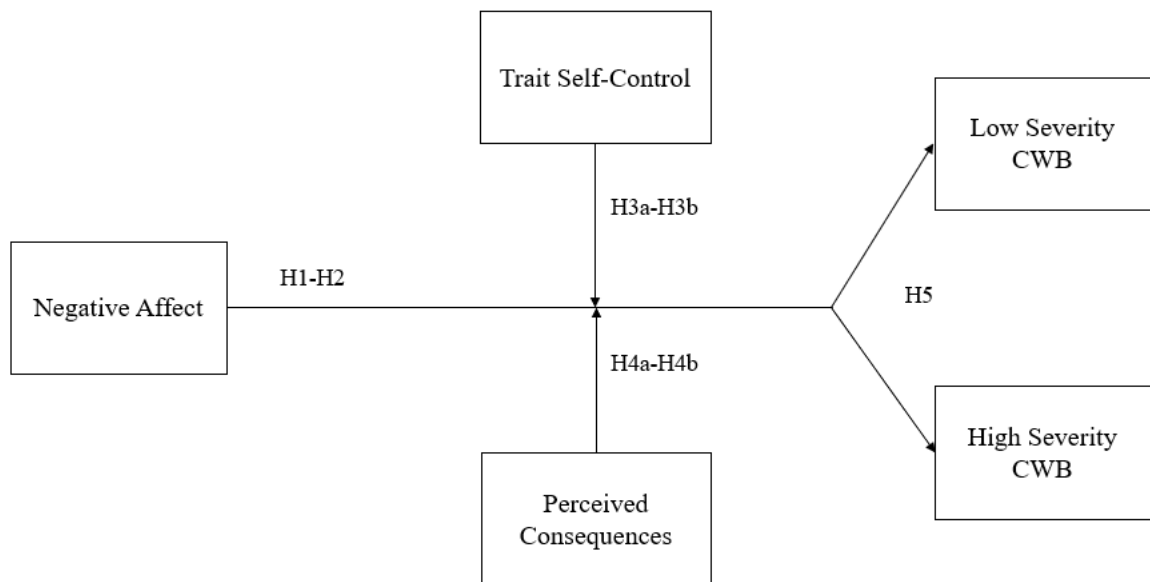 Trait Self-Control
Low Severity
CWB
H3a-H3b
Negative Affect
H1-H2
H5
H4a-H4b
High Severity
CWB
Perceived
Consequences